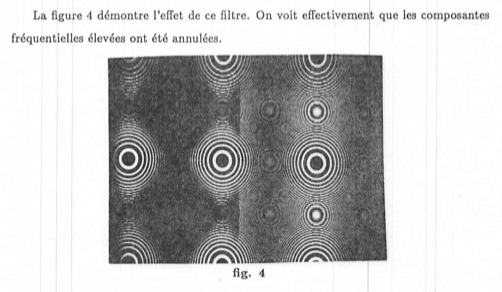 La figure 4 démontre l'effet de ce filtre. On voit effectivement que les composantes
fréquentielles élevées ont été annulées.
fig. 4